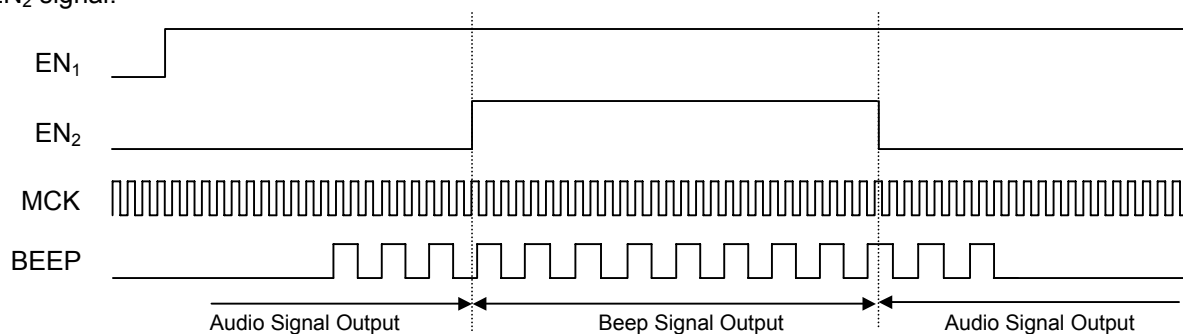 EN₂ signal.
EN₁
EN₂
MCK
BEEP
Audio Signal Output
Beep Signal Output
Audio Signal Output